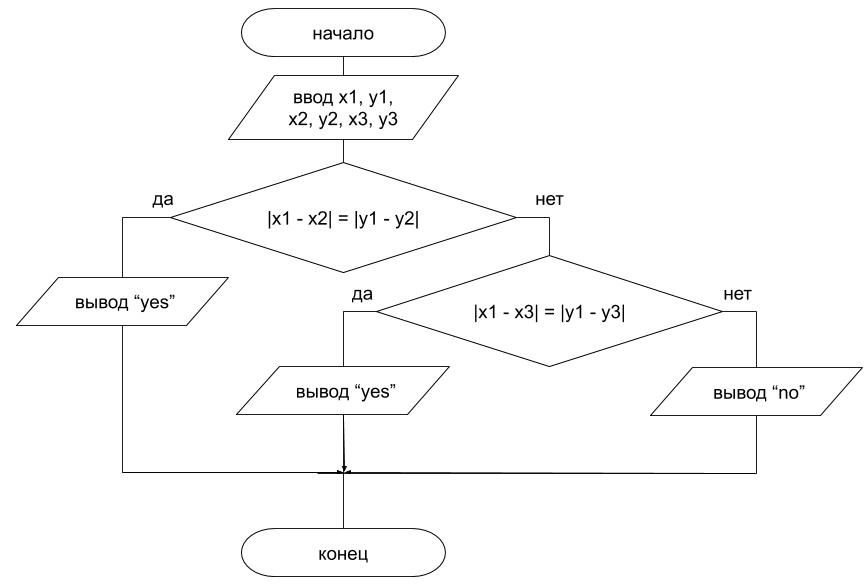 начало
ввод x1, y1,
x2, y2, x3, y3
да
нет
|x1 - x2| = |y1 - y2|
вывод “yes”
да
нет
|x1 - x3| = |y1 - y3|
вывод “yes”
вывод “no”
конец